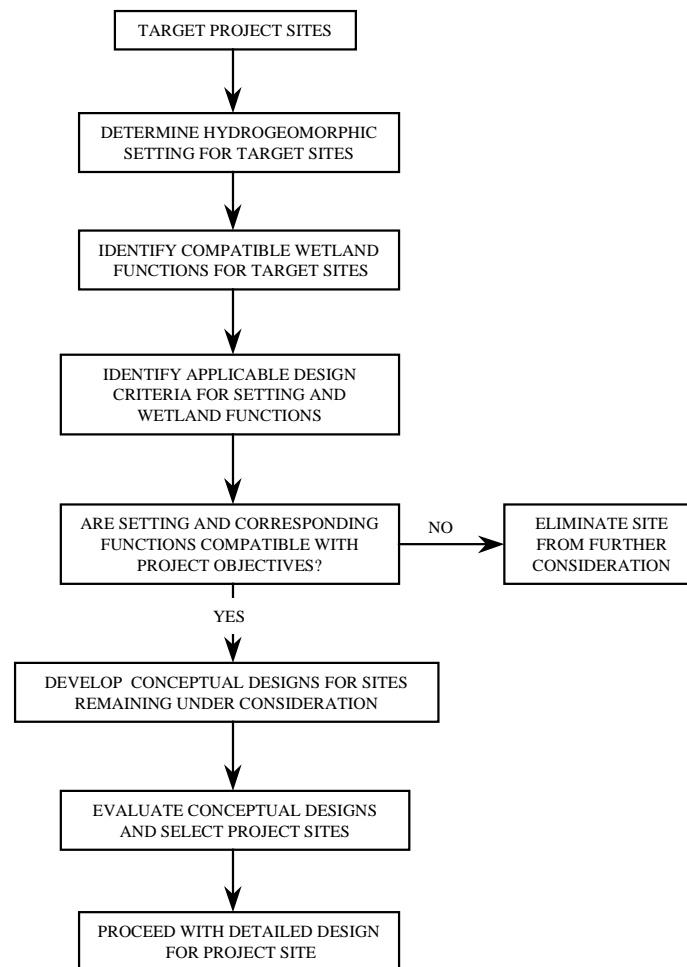 TARGET PROJECT SITES
DETERMINE HYDROGEOMORPHIC
SETTING FOR TARGET SITES
IDENTIFY COMPATIBLE WETLAND
FUNCTIONS FOR TARGET SITES
IDENTIFY APPLICABLE DESIGN
CRITERIA FOR SETTING AND
WETLAND FUNCTIONS
ARE SETTING AND CORRESPONDING
FUNCTIONS COMPATIBLE WITH
PROJECT OBJECTIVES?
NO
ELIMINATE SITE
FROM FURTHER
CONSIDERATION
YES
DEVELOP CONCEPTUAL DESIGNS FOR SITES
REMAINING UNDER CONSIDERATION
EVALUATE CONCEPTUAL DESIGNS
AND SELECT PROJECT SITES
PROCEED WITH DETAILED DESIGN
FOR PROJECT SITE